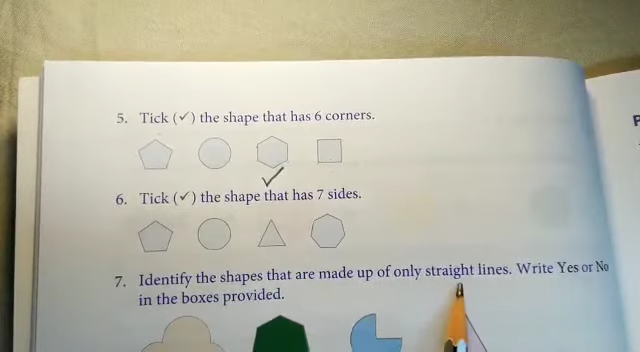 5. Tick (✓) the shape that has 6 corners.
6. Tick (✓) the shape that has 7 sides.
7. Identify the shapes that are made up of only straight lines. Write Yes or No
in the boxes provided.